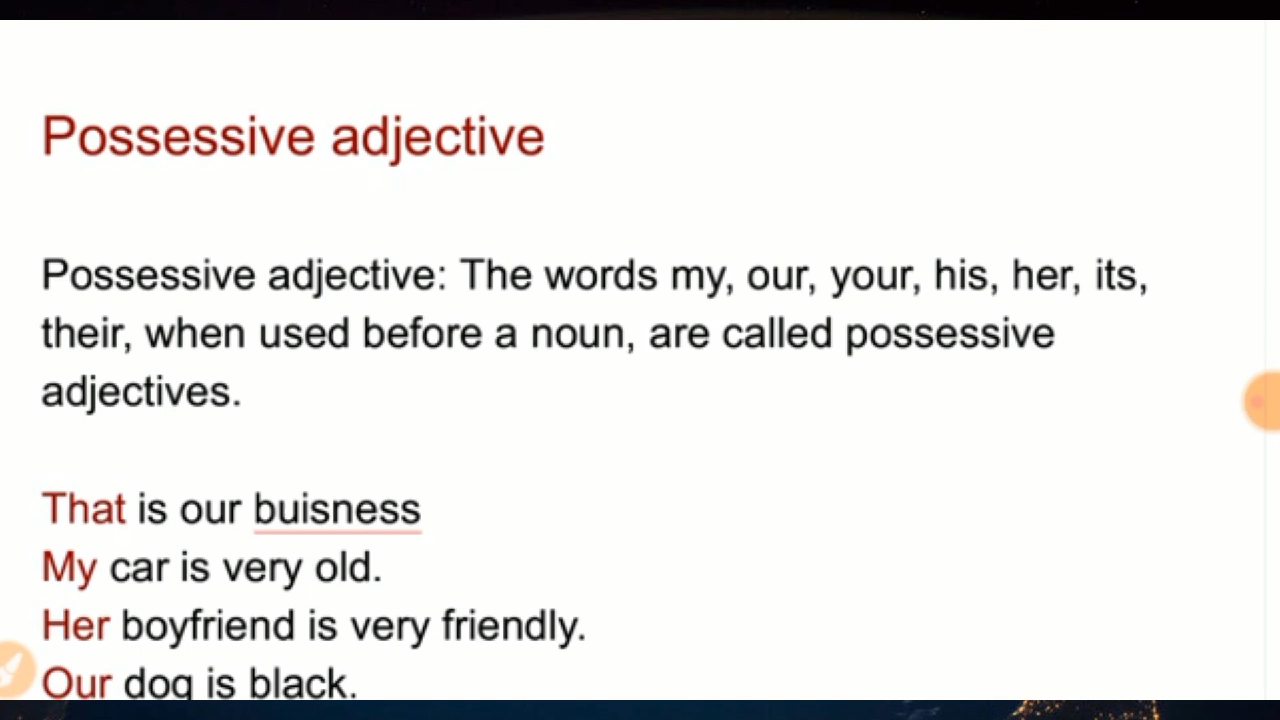 Possessive adjective
Possessive adjective: The words my, our, your, his, her, its,
their, when used before a noun, are called possessive
adjectives.
That is our buisness
My car is very old.
Her boyfriend is very friendly.
Our dog is black.